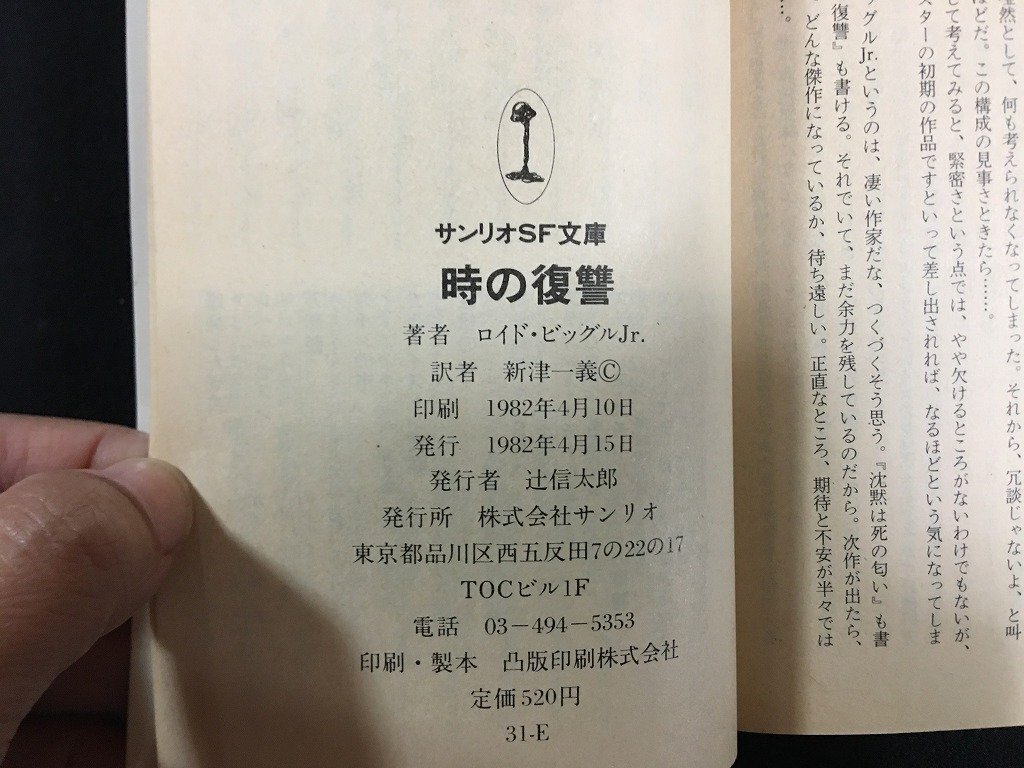 サンリオSF文庫
時の復讐
著者 ロイド・ビッグルJr.
訳者 新津一義Ⓒ
印刷 1982年4月10日
発行 1982年4月15日
発行者 辻信太郎
発行所 株式会社サンリオ
東京都品川区西五反田7の22の17
TOCビル1F
電話 03-494-5353
印刷・製本 凸版印刷株式会社
定価520円
31-E
然として、何も考えられなくなってしまった。それから、冗談じゃないよ、と叫
ほどだ。この構成の見事さときたら……。
して考えてみると、緊密さという点では、やや欠けるところがないわけでもないが、
スターの初期の作品ですといって差し出されれば、なるほどという気になってしま
ッグルJr.というのは、凄い作家だな、つくづくそう思う。『沈黙は死の匂い』も書
復讐』も書ける。それでいて、まだ余力を残しているのだから。次作が出たら、
どんな傑作になっているか、待ち遠しい。正直なところ、期待と不安が半々では
…。